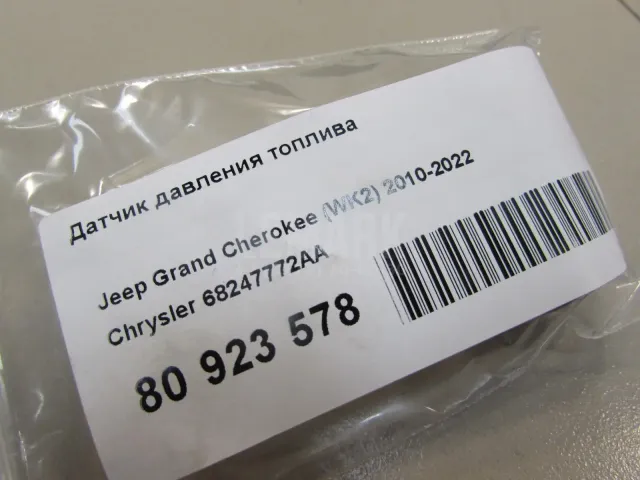 Датчик давления топлива
Jeep Grand Cherokee (WK2) 2010-2022
Chrysler 68247772AA
80 923 578